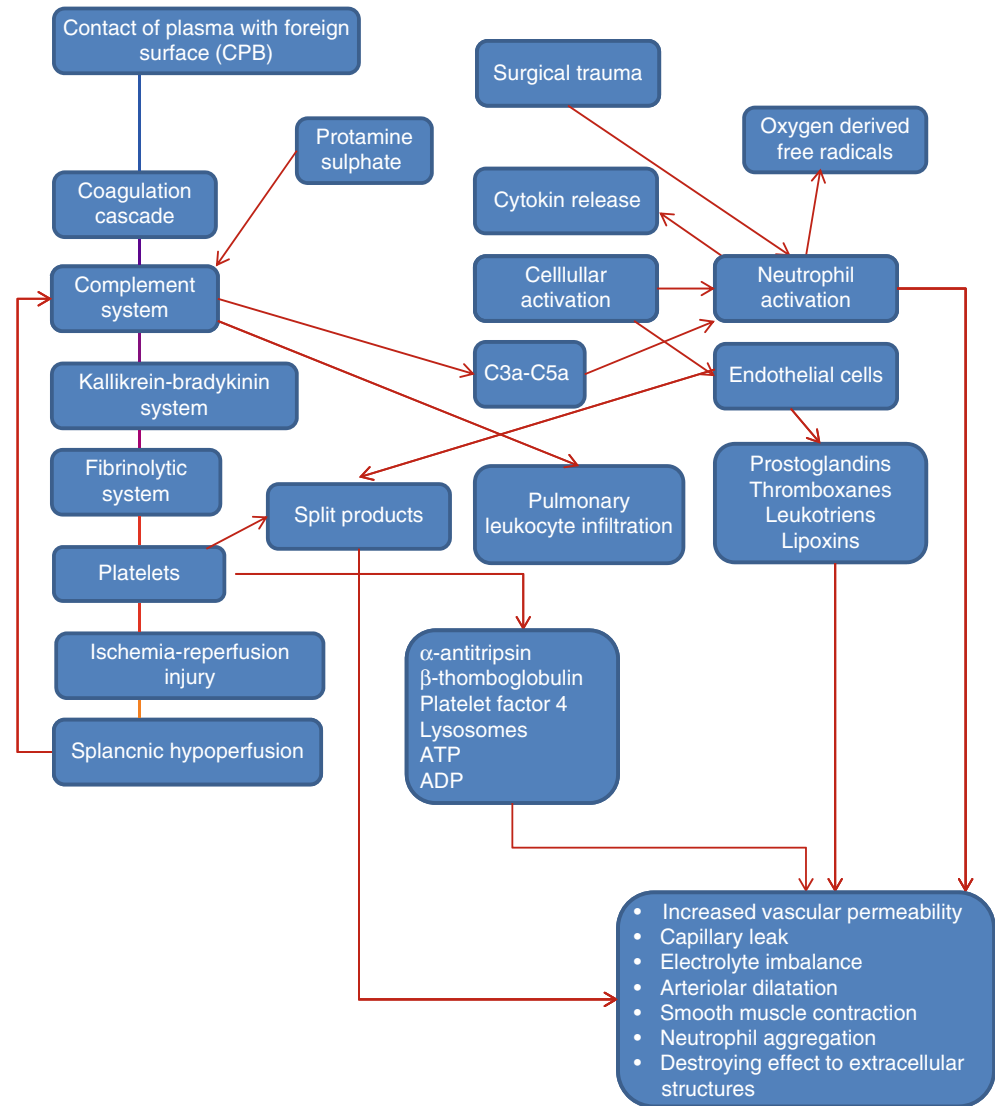 Contact of plasma with foreign
surface (CPB)
Surgical trauma
Oxygen derived
free radicals
Protamine
sulphate
Coagulation
cascade
Cytokin release
Complement
system
Celllullar
activation
Neutrophil
activation
C3a-C5a
Endothelial cells
Kallikrein-bradykinin
system
Fibrinolytic
system
Split products
Pulmonary
leukocyte infiltration
Prostoglandins
Thromboxanes
Leukotriens
Lipoxins
Platelets
Ischemia-reperfusion
injury
Splancnic hypoperfusion
α-antitripsin
β-thomboglobulin
Platelet factor 4
Lysosomes
ATP
ADP
• Increased vascular permeability
• Capillary leak
• Electrolyte imbalance
• Arteriolar dilatation
• Smooth muscle contraction
• Neutrophil aggregation
• Destroying effect to extracellular
structures